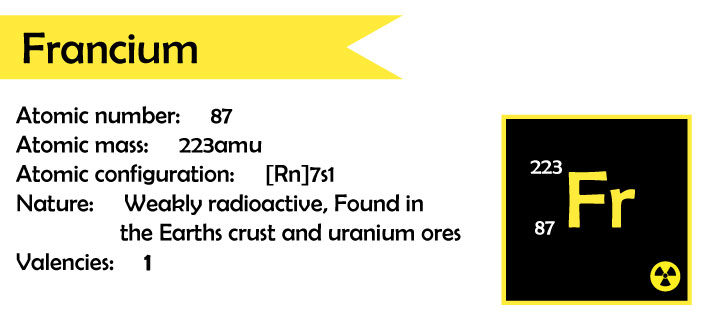 Francium
Atomic number: 87
Atomic mass: 223amu
Atomic configuration: [Rn]7s1
Nature: Weakly radioactive, Found in
the Earths crust and uranium ores
Valencies: 1
223
Fr
87